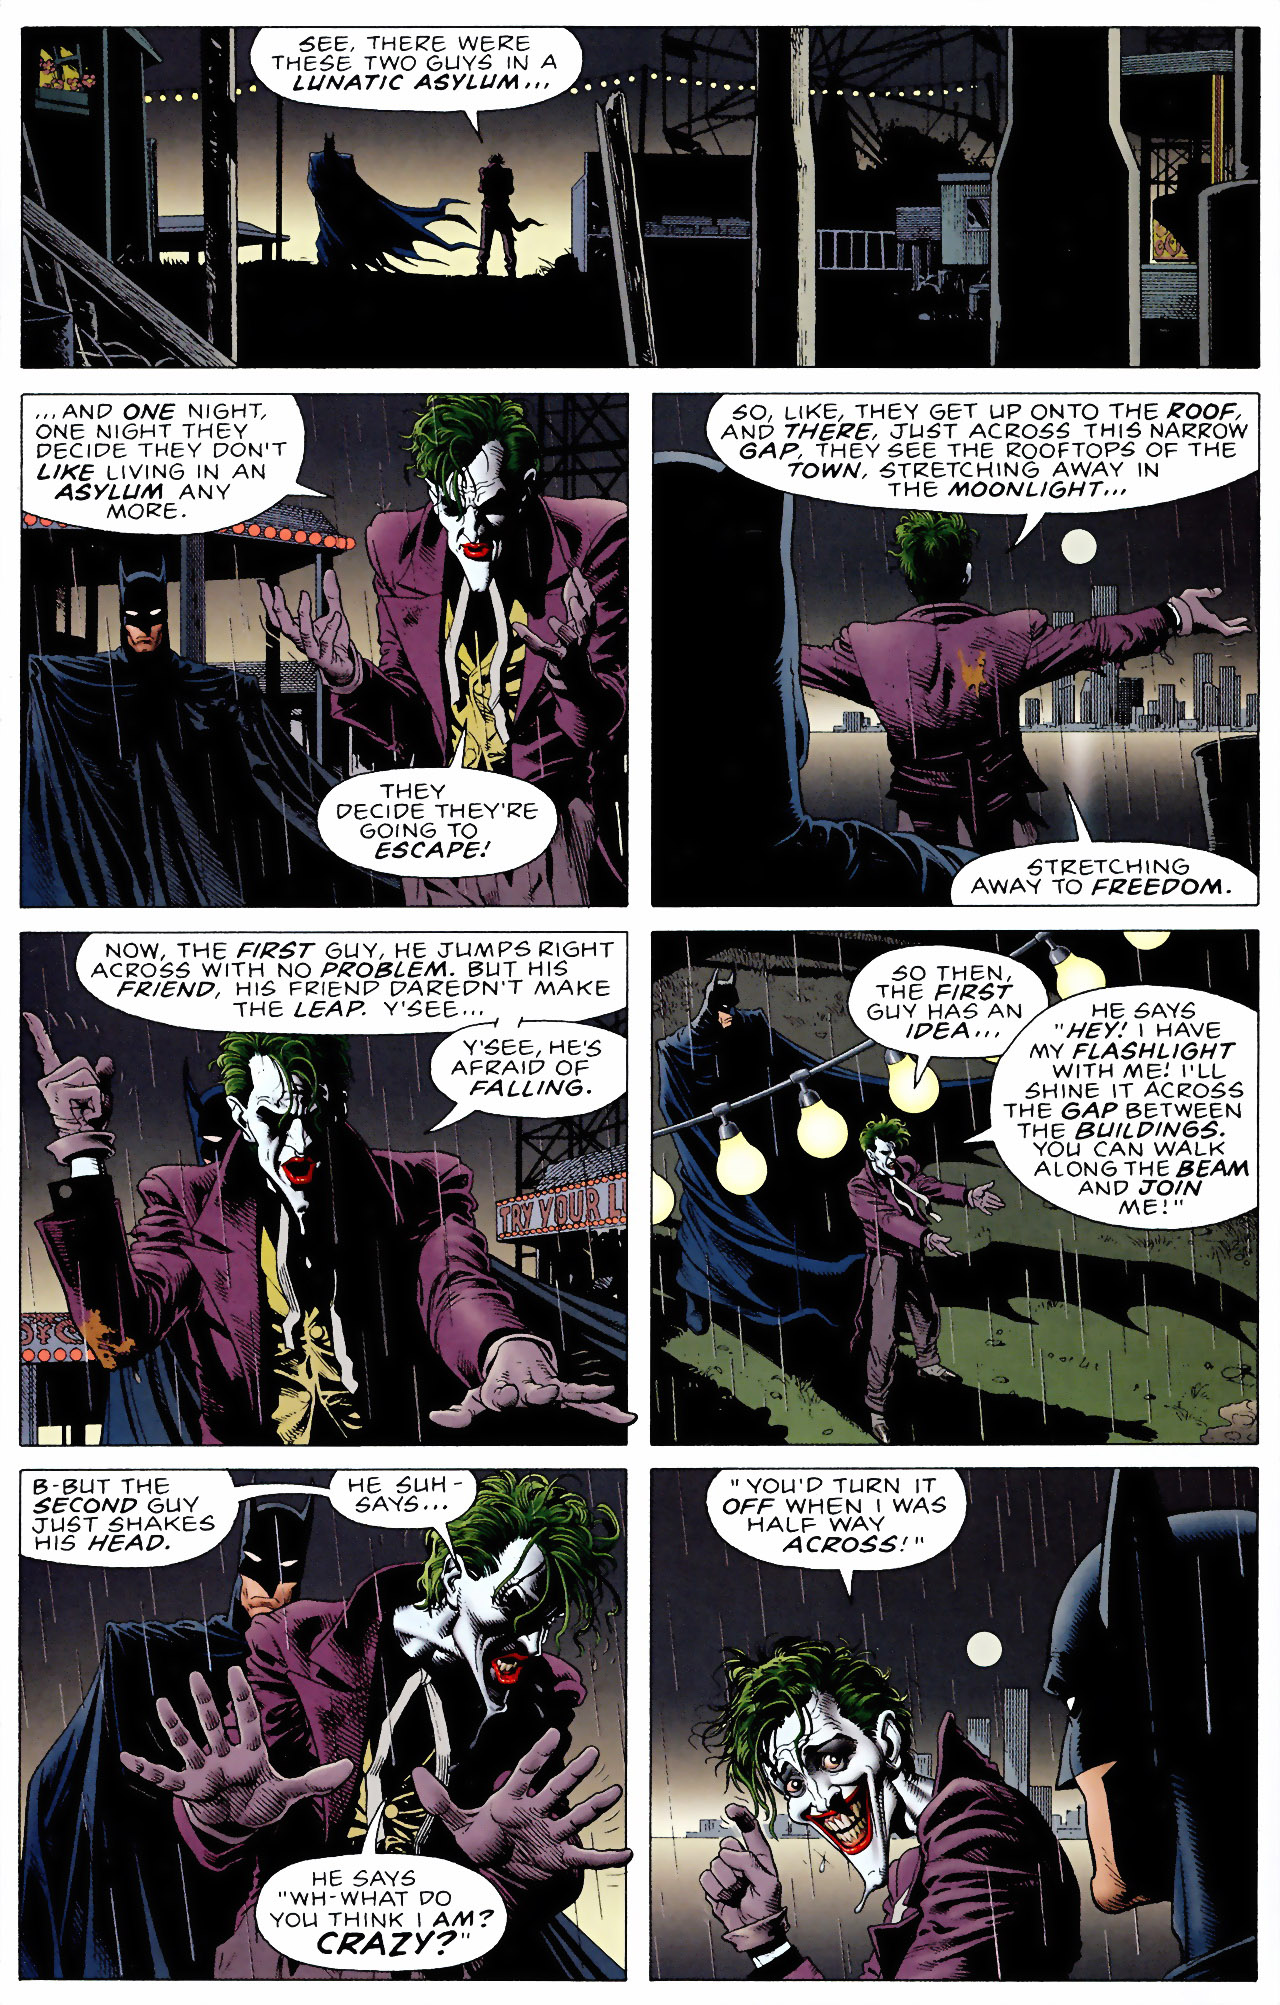 SEE, THERE WERE
THESE TWO GUYS IN A
LUNATIC ASYLUM...
...AND ONE NIGHT,
ONE NIGHT THEY
DECIDE THEY DON'T
LIKE LIVING IN AN
ASYLUM ANY
MORE.
THEY
DECIDE THEY'RE
GOING TO
ESCAPE!
SO, LIKE, THEY GET UP ONTO THE ROOF,
AND THERE, JUST ACROSS THIS NARROW
GAP, THEY SEE THE ROOFTOPS OF THE
TOWN, STRETCHING AWAY IN
THE MOONLIGHT...
STRETCHING
AWAY TO FREEDOM.
NOW, THE FIRST GUY, HE JUMPS RIGHT
ACROSS WITH NO PROBLEM. BUT HIS
FRIEND, HIS FRIEND DAREDN'T MAKE
THE LEAP. Y'SEE...
Y'SEE, HE'S
AFRAID OF
FALLING.
TRY YOUR L
SO THEN,
THE FIRST
GUY HAS AN
IDEA...
HE SAYS
"HEY! I HAVE
MY FLASHLIGHT
WITH ME! I'LL
SHINE IT ACROSS
THE GAP BETWEEN
THE BUILDINGS.
YOU CAN WALK
ALONG THE BEAM
AND JOIN
ME!"
B-BUT THE
SECOND GUY
JUST SHAKES
HIS HEAD.
HE SUH-
SAYS...
HE SAYS
"WH-WHAT DO
YOU THINK I AM?
CRAZY?"
"YOU'D TURN IT
OFF WHEN I WAS
HALF WAY
ACROSS!"